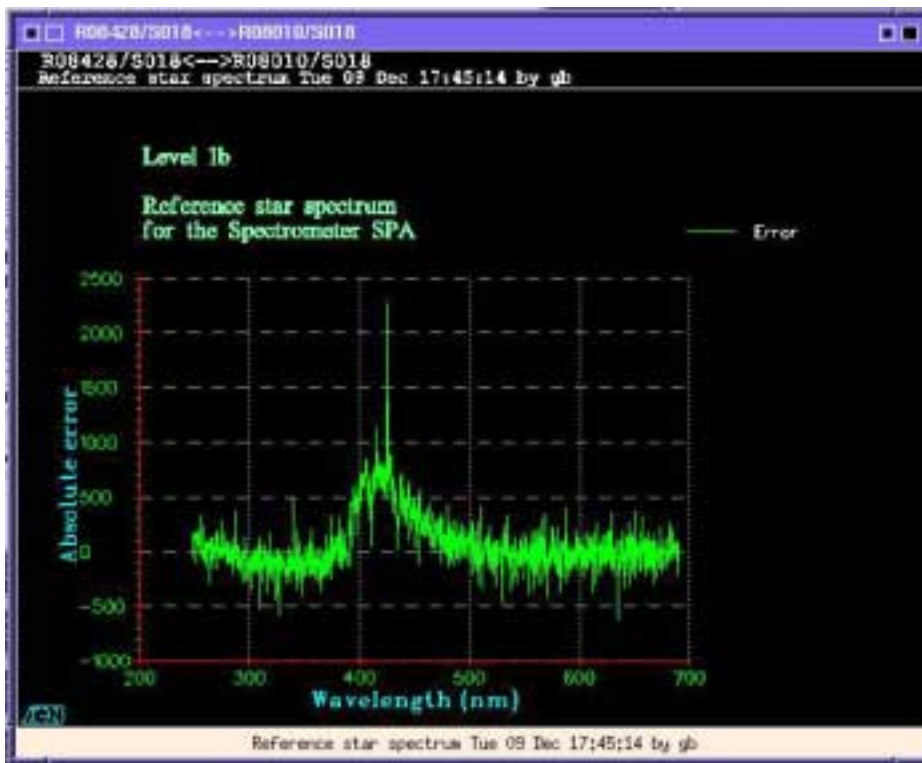 R08428/S018<-->R08010/S018
R08428/S018<-->R08010/S018
Reference star spectrum Tue 09 Dec 17:45:14 by gb
Level 1b
Reference star spectrum
for the Spectrometer SPA
Error
2500
2000
1500
1000
500
0
-500
-1000
Absolute error
200 300 400 500 600 700
Wavelength (nm)
Reference star spectrum Tue 09 Dec 17:45:14 by gb